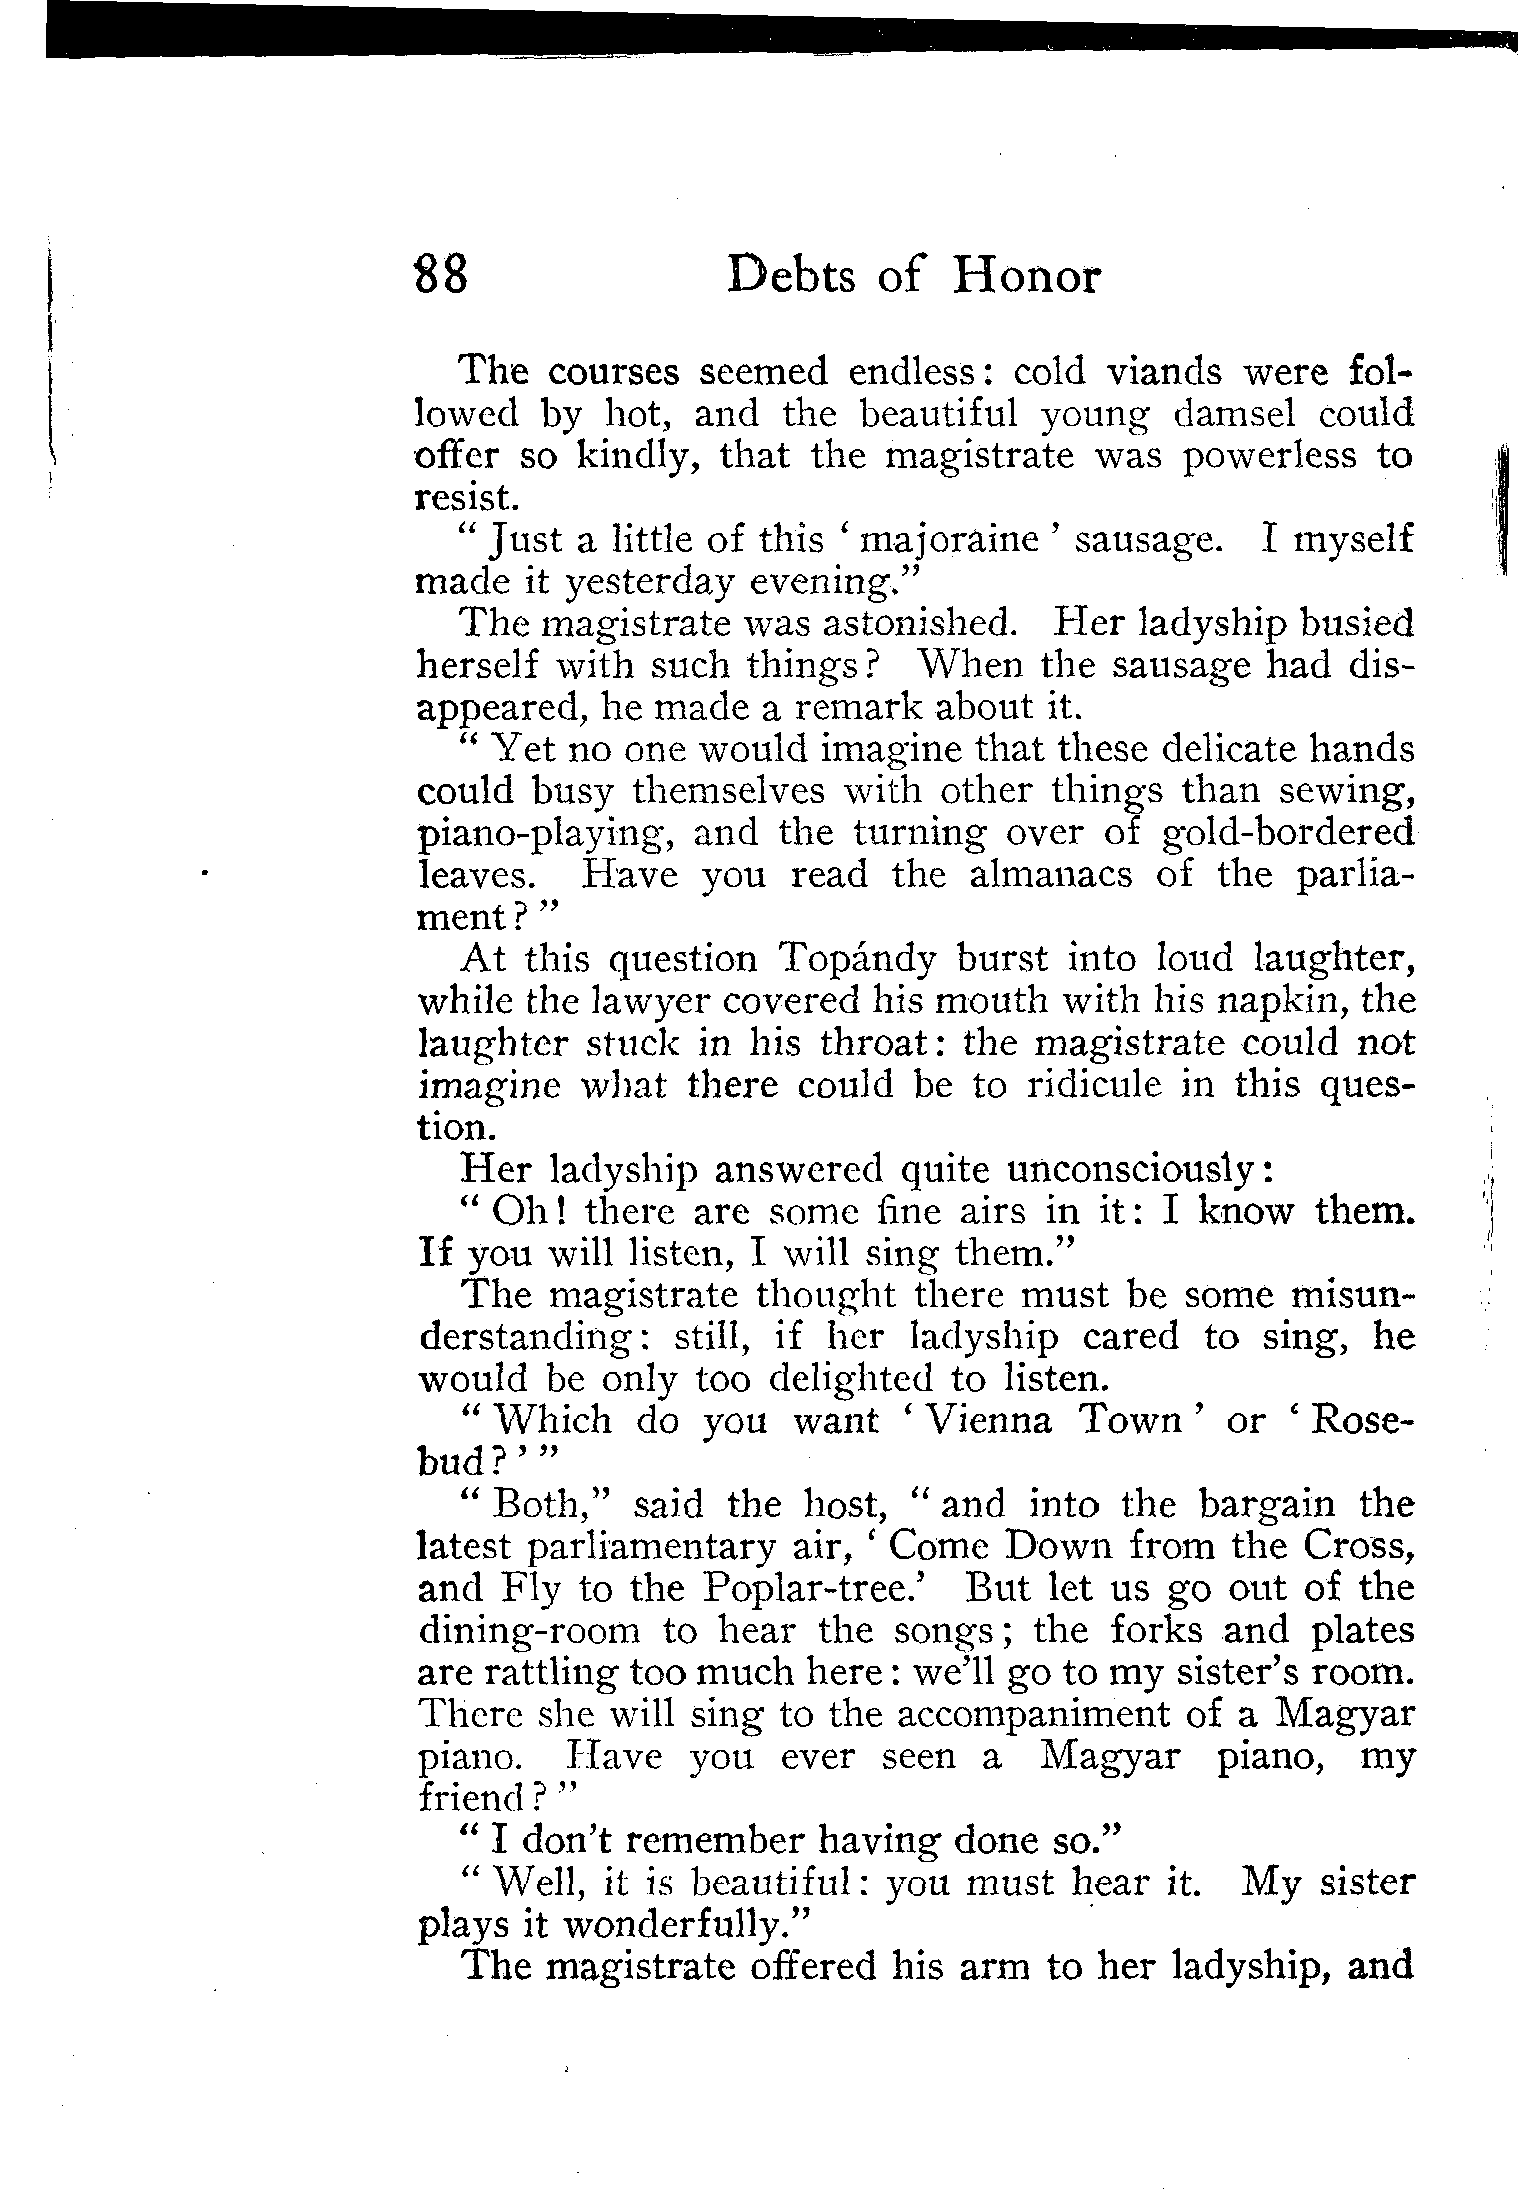 88 Debts of Honor
The courses seemed endless: cold viands were fol-
lowed by hot, and the beautiful young damsel could
offer so kindly, that the magistrate was powerless to
resist.
“ Just a little of this ‘ majoraine ’ sausage. I myself
made it yesterday evening.”
The magistrate was astonished. Her ladyship busied
herself with such things? When the sausage had dis-
appeared, he made a remark about it.
“ Yet no one would imagine that these delicate hands
could busy themselves with other things than sewing,
piano-playing, and the turning over of gold-bordered
leaves. Have you read the almanacs of the parlia-
ment? ”
At this question Topándy burst into loud laughter,
while the lawyer covered his mouth with his napkin, the
laughter stuck in his throat: the magistrate could not
imagine what there could be to ridicule in this ques-
tion.
Her ladyship answered quite unconsciously:
“ Oh! there are some fine airs in it: I know them.
If you will listen, I will sing them.”
The magistrate thought there must be some misun-
derstanding: still, if her ladyship cared to sing, he
would be only too delighted to listen.
“ Which do you want ‘ Vienna Town ’ or ‘ Rose-
bud? ’ ”
“ Both,” said the host, “ and into the bargain the
latest parliamentary air, ‘ Come Down from the Cross,
and Fly to the Poplar-tree.’ But let us go out of the
dining-room to hear the songs; the forks and plates
are rattling too much here: we’ll go to my sister’s room.
There she will sing to the accompaniment of a Magyar
piano. Have you ever seen a Magyar piano, my
friend? ”
“ I don’t remember having done so.”
“ Well, it is beautiful: you must hear it. My sister
plays it wonderfully.”
The magistrate offered his arm to her ladyship, and